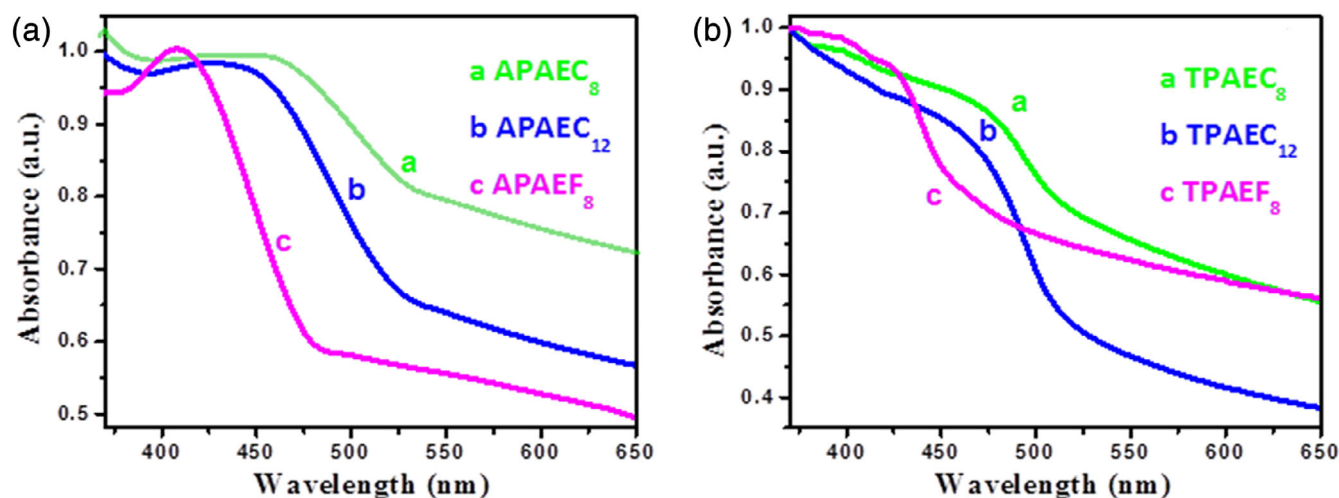 (a)
Absorbance (a.u.)
1.0
0.9
0.8
0.7
0.6
0.5
a APAEC8
b APAEC12
c APAEF8
a
b
c
400 450 500 550 600 650
Wavelength (nm)
(b)
Absorbance (a.u.)
1.0
0.9
0.8
0.7
0.6
0.5
0.4
a TPAEC8
b TPAEC12
c TPAEF8
a
b
c
400 450 500 550 600 650
Wavelength (nm)